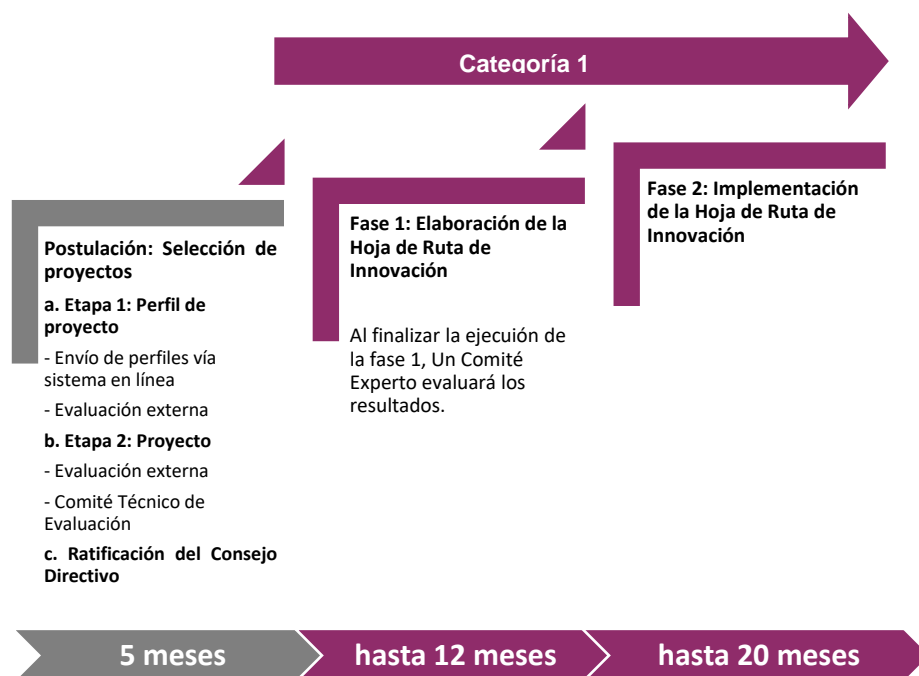 Categoría 1
Postulación: Selección de
proyectos
a. Etapa 1: Perfil de
proyecto
- Envío de perfiles vía
sistema en línea
- Evaluación externa
b. Etapa 2: Proyecto
- Evaluación externa
- Comité Técnico de
Evaluación
c. Ratificación del Consejo
Directivo
Fase 1: Elaboración de la
Hoja de Ruta de
Innovación
Al finalizar la ejecución de
la fase 1, Un Comité
Experto evaluará los
resultados.
Fase 2: Implementación
de la Hoja de Ruta de
Innovación
5 meses
hasta 12 meses
hasta 20 meses